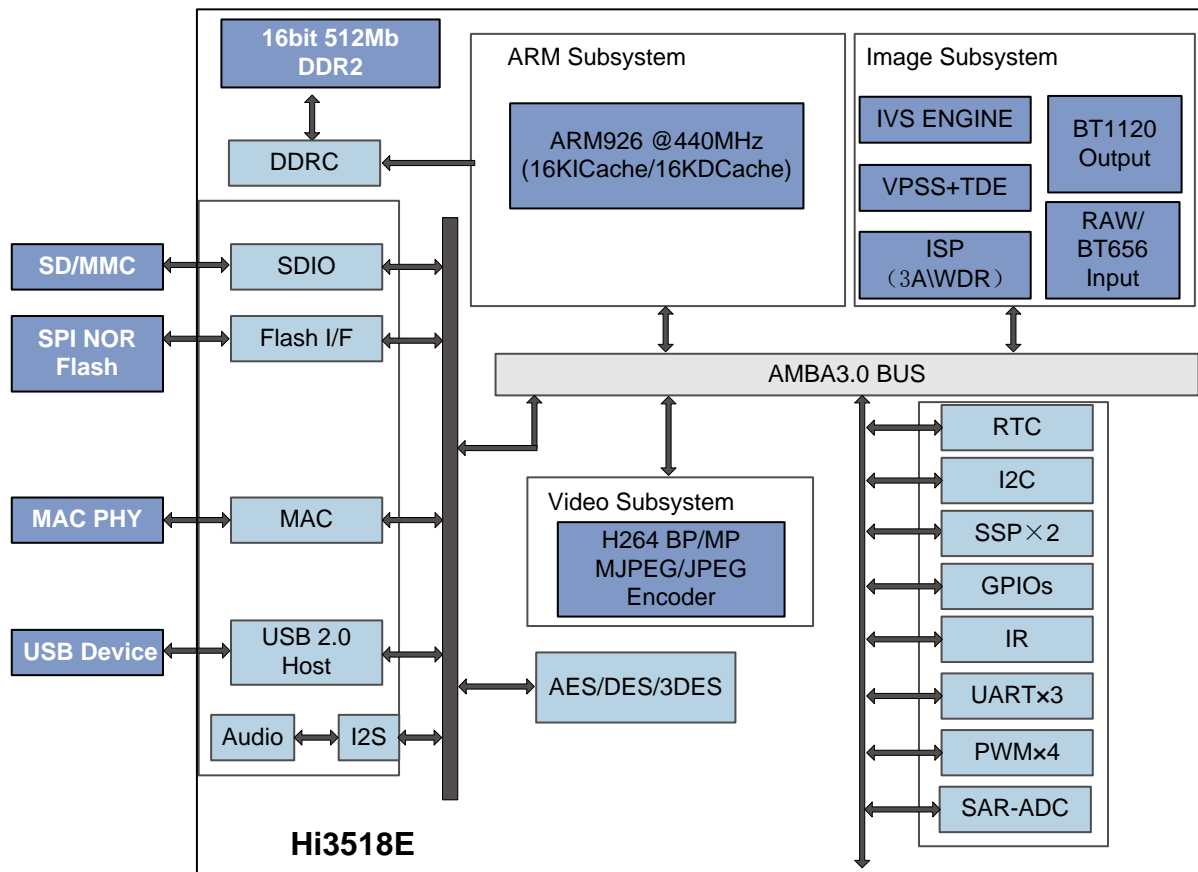 16bit 512Mb
DDR2
DDRC
ARM Subsystem
ARM926 @440MHz
(16KICache/16KDCache)
Image Subsystem
IVS ENGINE
VPSS+TDE
ISP
（3A\WDR）
BT1120
Output
RAW/
BT656
Input
SD/MMC
SDIO
SPI NOR
Flash
Flash I/F
MAC PHY
MAC
USB Device
USB 2.0
Host
Audio
I2S
AMBA3.0 BUS
Video Subsystem
H264 BP/MP
MJPEG/JPEG
Encoder
AES/DES/3DES
RTC
I2C
SSP×2
GPIOs
IR
UART×3
PWM×4
SAR-ADC
Hi3518E